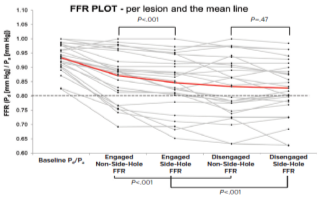 FFR PLOT - per lesion and the mean line
P<.001
P=.47
FFR (Pd [mm Hg] / Pa [mm Hg])
1.10
1.05
1.00
0.95
0.90
0.85
0.80
0.75
0.70
0.65
0.60
Baseline Pd/Pa
Engaged
Non-Side-Hole
FFR
Engaged
Side-Hole
FFR
Disengaged
Non-Side-Hole
FFR
Disengaged
Side-Hole
FFR
P<.001
P<.001